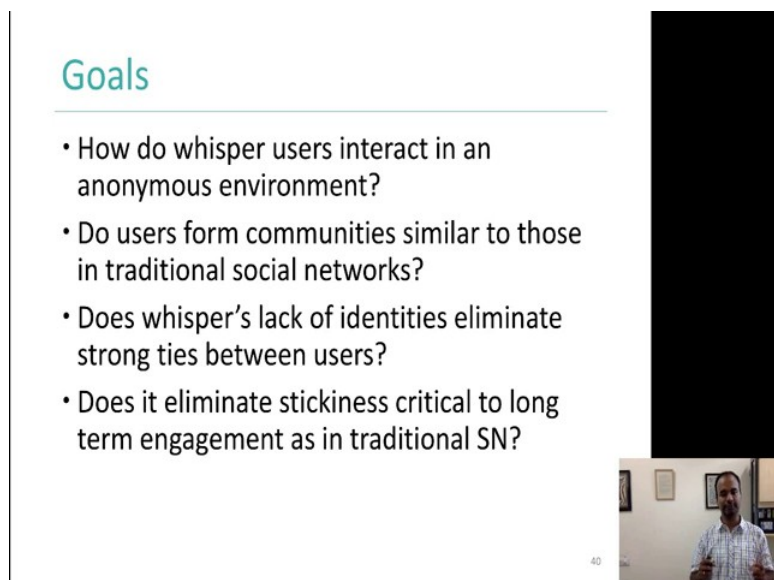 Goals
• How do whisper users interact in an
anonymous environment?
• Do users form communities similar to those
in traditional social networks?
• Does whisper’s lack of identities eliminate
strong ties between users?
• Does it eliminate stickiness critical to long
term engagement as in traditional SN?
40